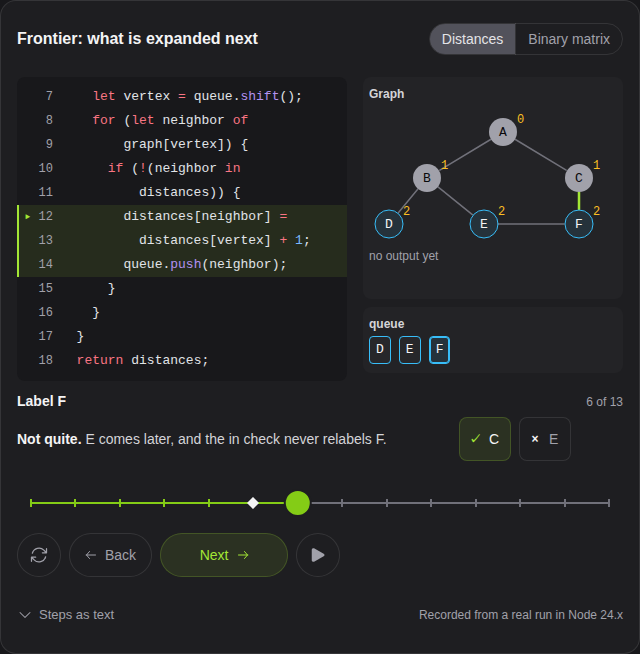 Frontier: what is expanded next
Distances Binary matrix
7 let vertex = queue.shift();
8 for (let neighbor of
9 graph[vertex]) {
10 if (!(neighbor in
11 distances)) {
12 distances[neighbor] =
13 distances[vertex] + 1;
14 queue.push(neighbor);
15 }
16 }
17 }
18 return distances;
Graph
A 0
B 1
C 1
D 2
E 2
F 2
no output yet
queue
D E F
Label F
6 of 13
Not quite. E comes later, and the in check never relabels F.
✓ C
× E
← Back
Next →
Steps as text
Recorded from a real run in Node 24.x